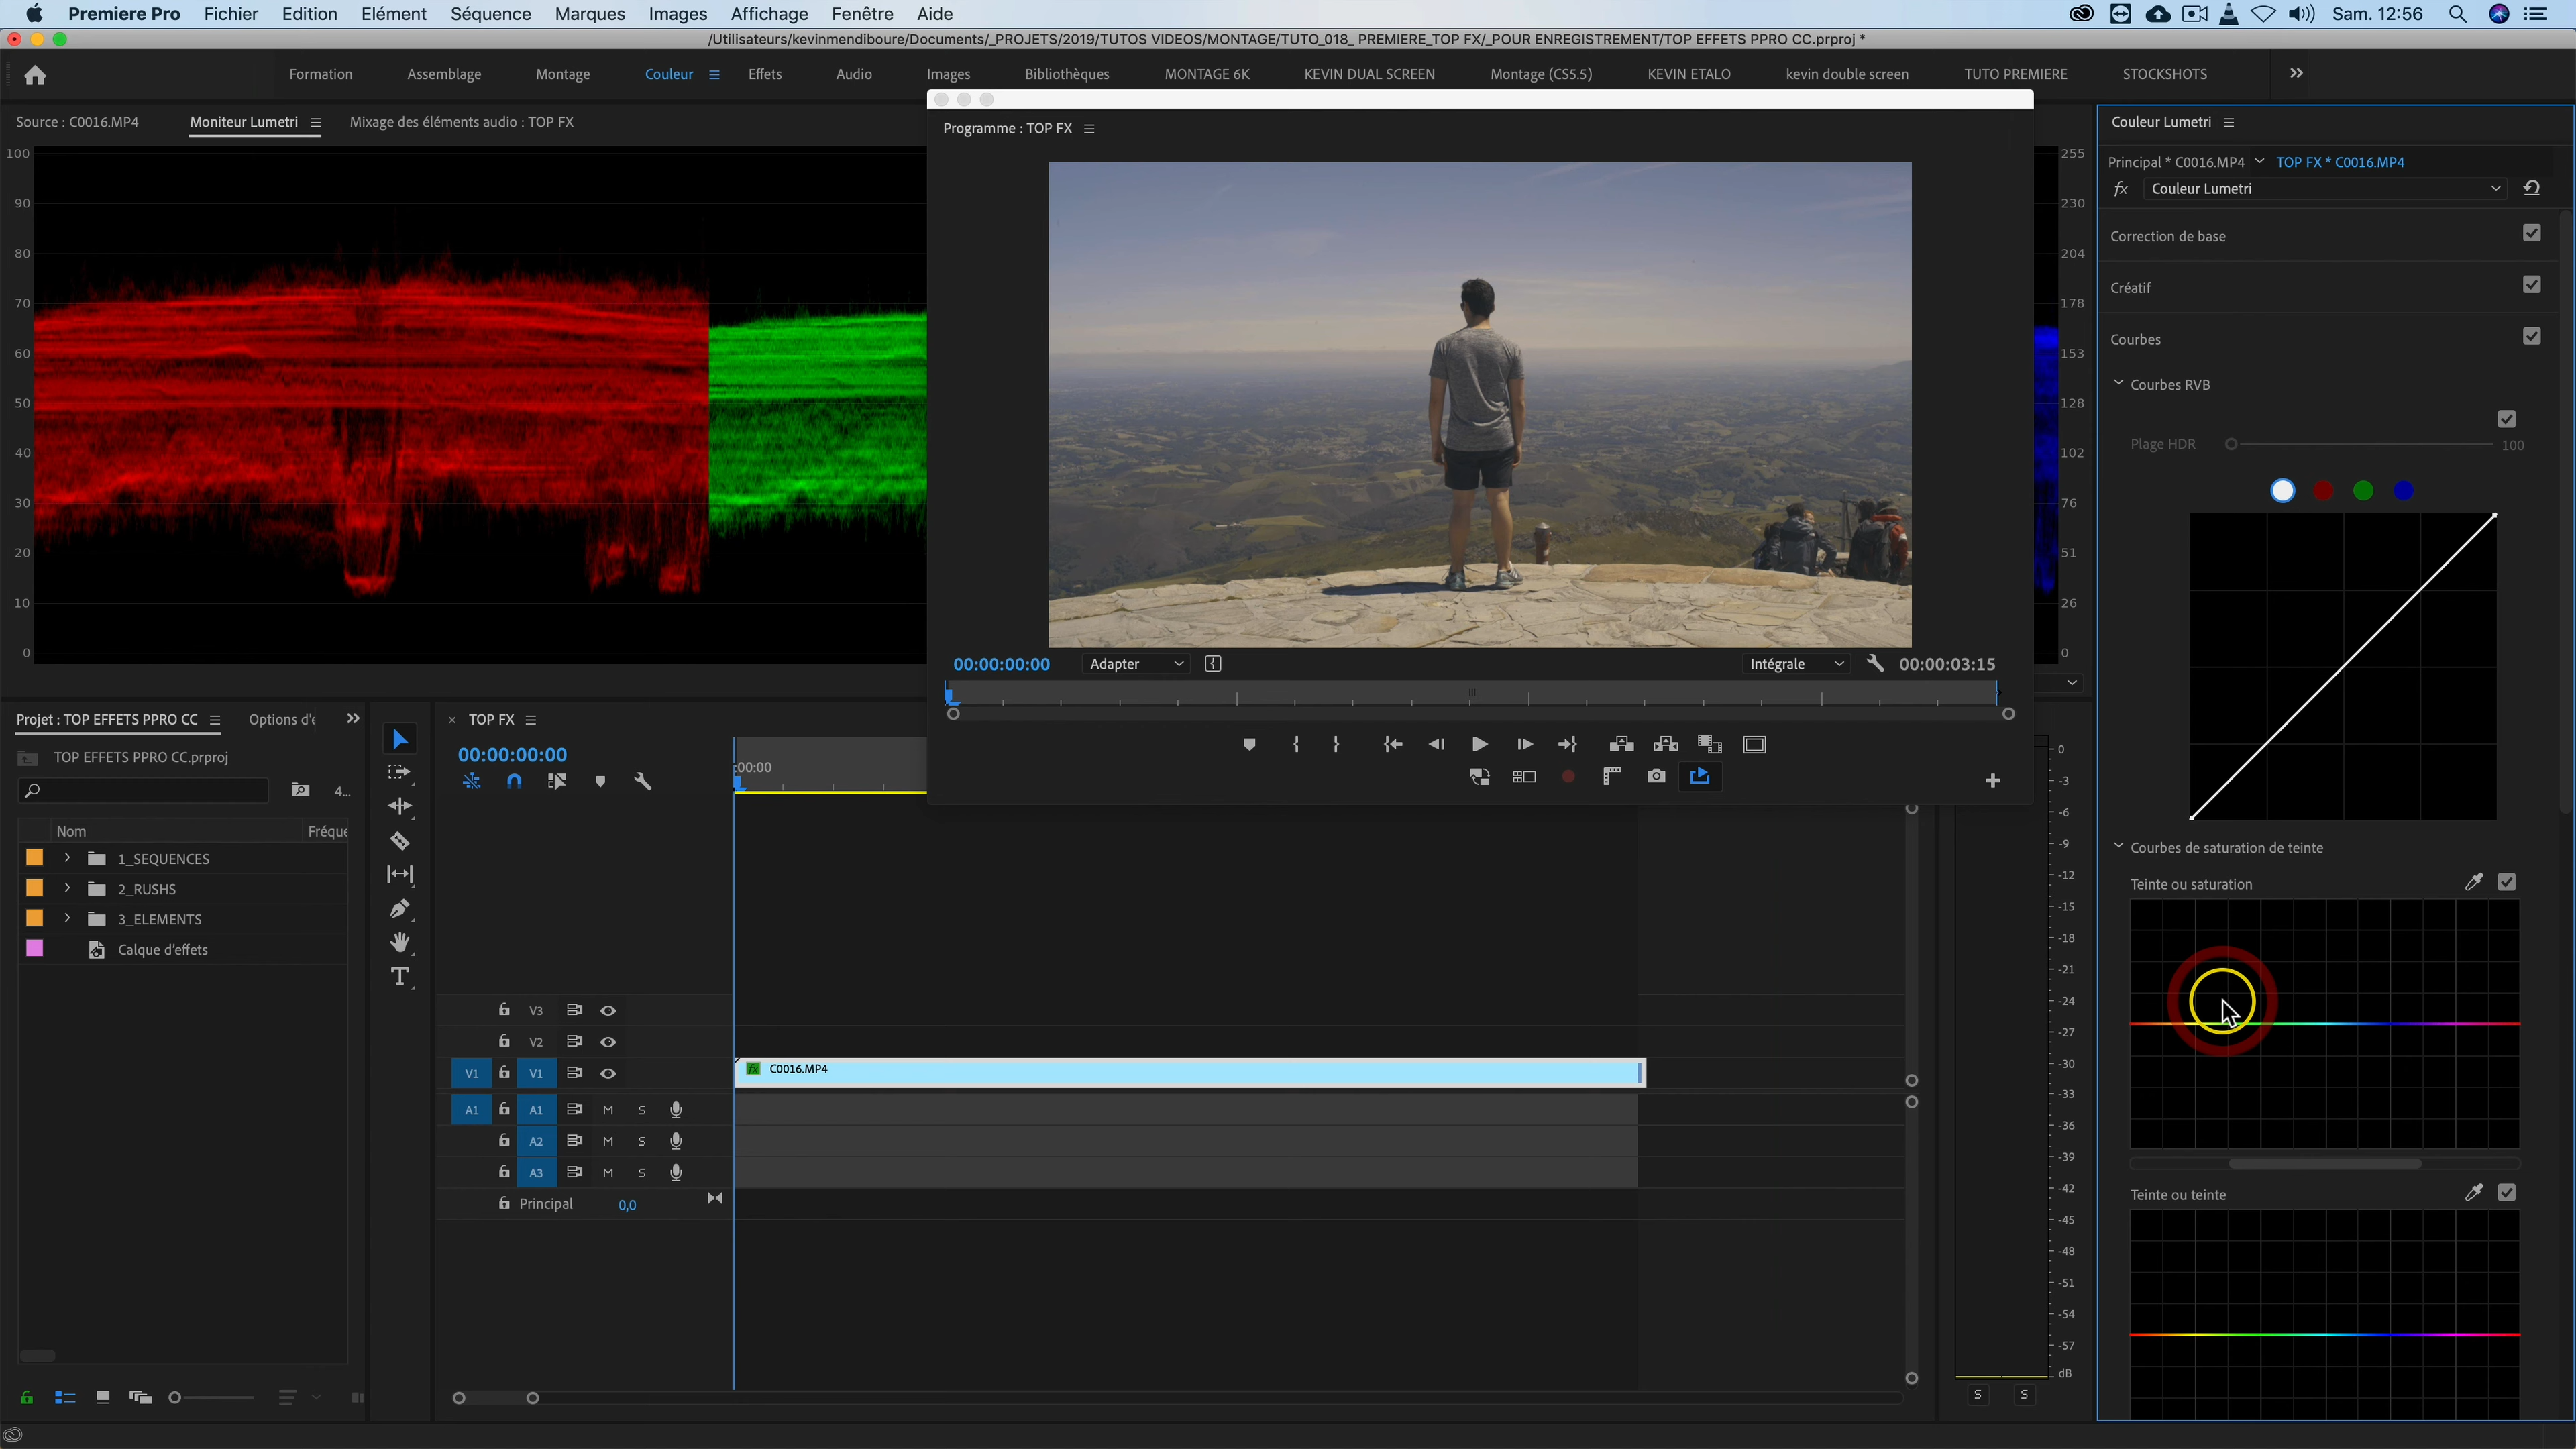 Premiere Pro Fichier Edition Elément Séquence Marques Images Affichage Fenêtre Aide Sam. 12:56
/Utilisateurs/kevinmendiboure/Documents/_PROJETS/2019/TUTOS VIDEOS/MONTAGE/TUTO_018_ PREMIERE_TOP FX/_POUR ENREGISTREMENT/TOP EFFETS PPRO CC.prproj *
Formation Assemblage Montage Couleur Effets Audio Images Bibliothèques MONTAGE 6K KEVIN DUAL SCREEN Montage (CS5.5) KEVIN ETALO kevin double screen TUTO PREMIERE STOCKSHOTS
Source : C0016.MP4 Moniteur Lumetri Mixage des éléments audio : TOP FX
100
90
80
70
60
50
40
30
20
10
0
Programme : TOP FX
00:00:00:00 Adapter Intégrale 00:00:03:15
255
230
204
178
153
128
102
76
51
26
0
Couleur Lumetri
Principal * C0016.MP4 TOP FX * C0016.MP4
fx Couleur Lumetri
Correction de base
Créatif
Courbes
Courbes RVB
Plage HDR 100
Courbes de saturation de teinte
Teinte ou saturation
Teinte ou teinte
Projet : TOP EFFETS PPRO CC Options d'e
TOP EFFETS PPRO CC.prproj
4...
Nom Fréque
1_SEQUENCES
2_RUSHS
3_ELEMENTS
Calque d'effets
TOP FX
00:00:00:00
:00:00
V3
V2
V1 V1 fx C0016.MP4
A1 A1 M S
A2 M S
A3 M S
Principal 0,0
0
-3
-6
-9
-12
-15
-18
-21
-24
-27
-30
-33
-36
-39
-42
-45
-48
-51
-54
-57
dB
S S